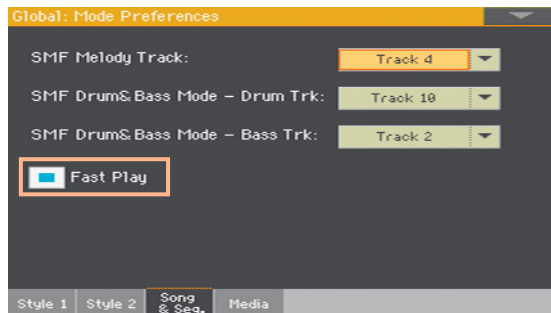 Global: Mode Preferences
SMF Melody Track: Track 4
SMF Drum&Bass Mode – Drum Trk: Track 10
SMF Drum&Bass Mode – Bass Trk: Track 2
Fast Play
Style 1 Style 2 Song & Seq. Media